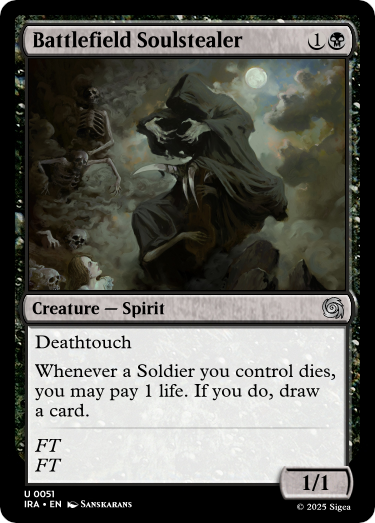 Battlefield Soulstealer 1
Creature — Spirit
Deathtouch
Whenever a Soldier you control dies,
you may pay 1 life. If you do, draw
a card.
FT
FT
1/1
U 0051
IRA • EN Sanskarans
© 2025 Sigea